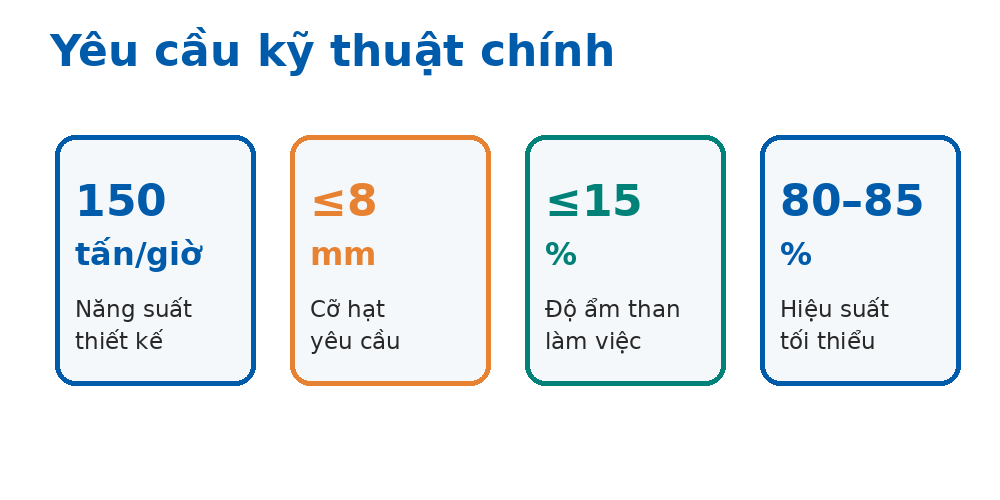 Yêu cầu kỹ thuật chính
150
tấn/giờ
Năng suất
thiết kế
≤8
mm
Cỡ hạt
yêu cầu
≤15
%
Độ ẩm than
làm việc
80–85
%
Hiệu suất
tối thiểu